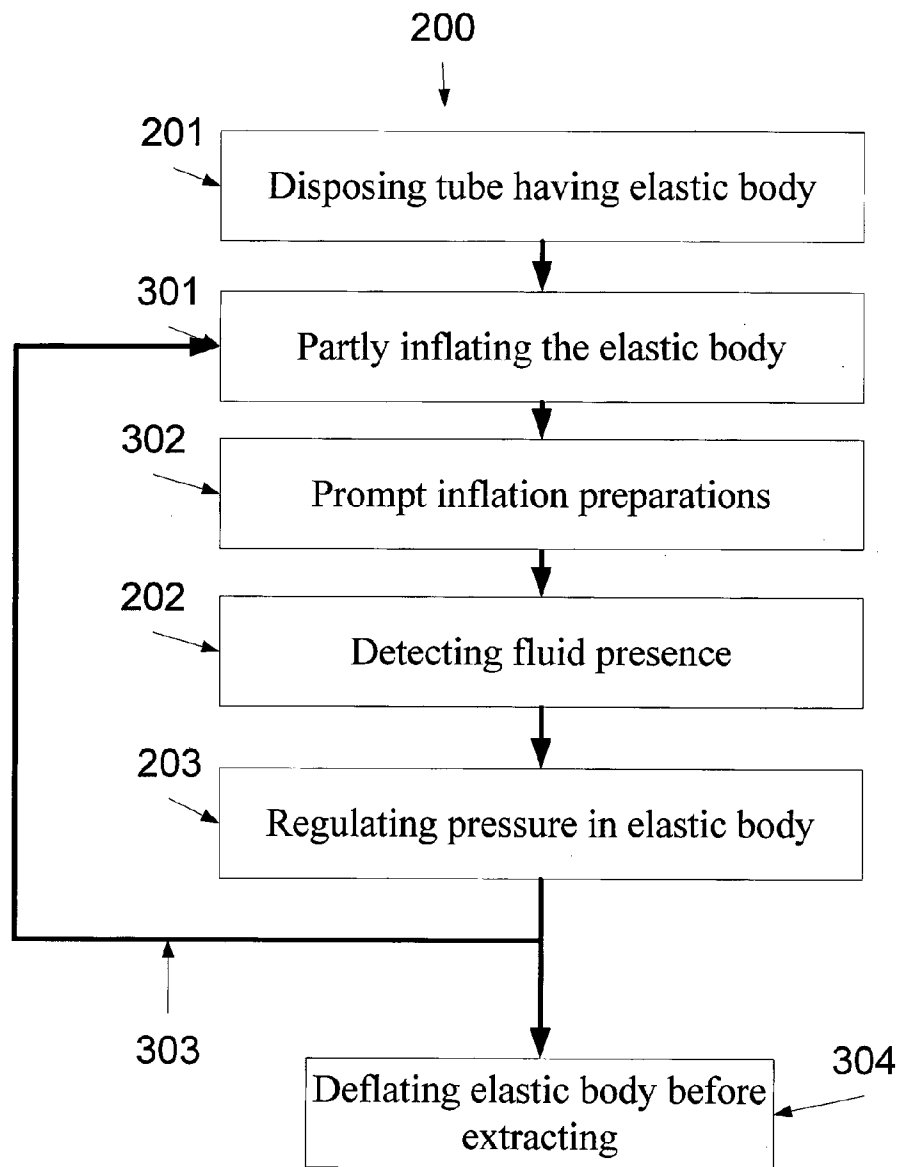 200
201
Disposing tube having elastic body
301
Partly inflating the elastic body
302
Prompt inflation preparations
202
Detecting fluid presence
203
Regulating pressure in elastic body
303
304
Deflating elastic body before
extracting